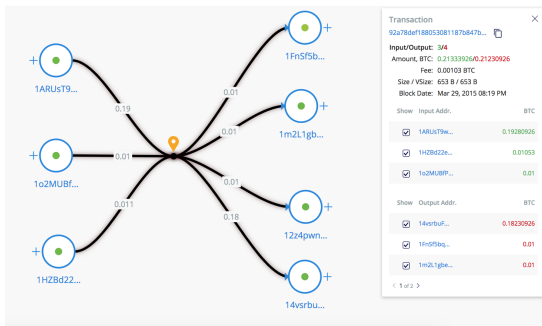 1ARUsT9...
1o2MUBf...
1HZBd22...
0.19
0.01
0.011
0.01
0.01
0.01
0.18
1FnSf5b...
1m2L1gb...
12z4pwn...
14vsrbu...
Transaction
92a78def188053081187b847b...
Input/Output: 3/4
Amount, BTC: 0.21333926/0.21230926
Fee: 0.00103 BTC
Size / VSize: 653 B / 653 B
Block Date: Mar 29, 2015 08:19 PM
Show Input Addr. BTC
1ARUsT9w... 0.19280926
1HZBd22e... 0.01053
1o2MUBfP... 0.01
Show Output Addr. BTC
14vsrbuF... 0.18230926
1FnSf5bq... 0.01
1m2L1gbe... 0.01
1 of 2